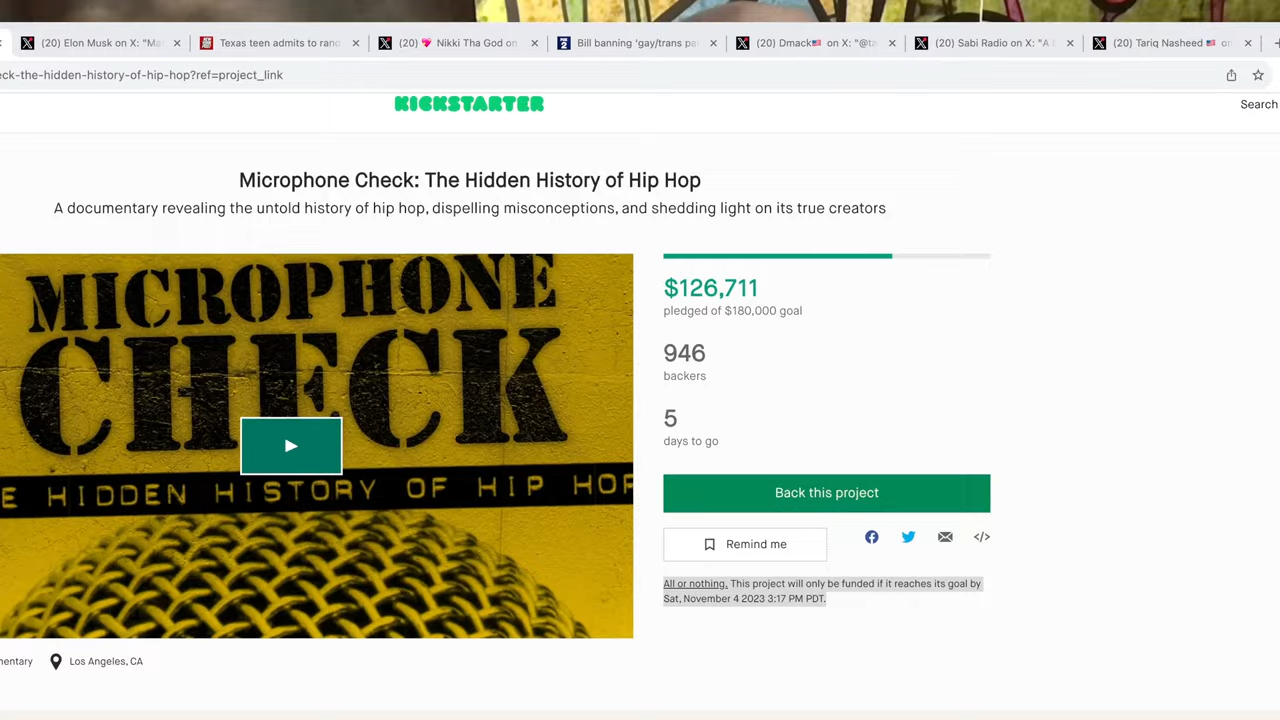 (20) Elon Musk on X: "Ma
Texas teen admits to rand
(20) 💖 Nikki Tha God on
Bill banning 'gay/trans pa
(20) Dmack🇺🇸 on X: "@ta
(20) Sabi Radio on X: "A
(20) Tariq Nasheed 🇺🇸 on
eck-the-hidden-history-of-hip-hop?ref=project_link
KICKSTARTER
Search
Microphone Check: The Hidden History of Hip Hop
A documentary revealing the untold history of hip hop, dispelling misconceptions, and shedding light on its true creators
MICROPHONE
CHECK
E HIDDEN HISTORY OF HIP HOP
$126,711
pledged of $180,000 goal
946
backers
5
days to go
Back this project
Remind me
</>
All or nothing. This project will only be funded if it reaches its goal by
Sat, November 4 2023 3:17 PM PDT.
mentary
Los Angeles, CA